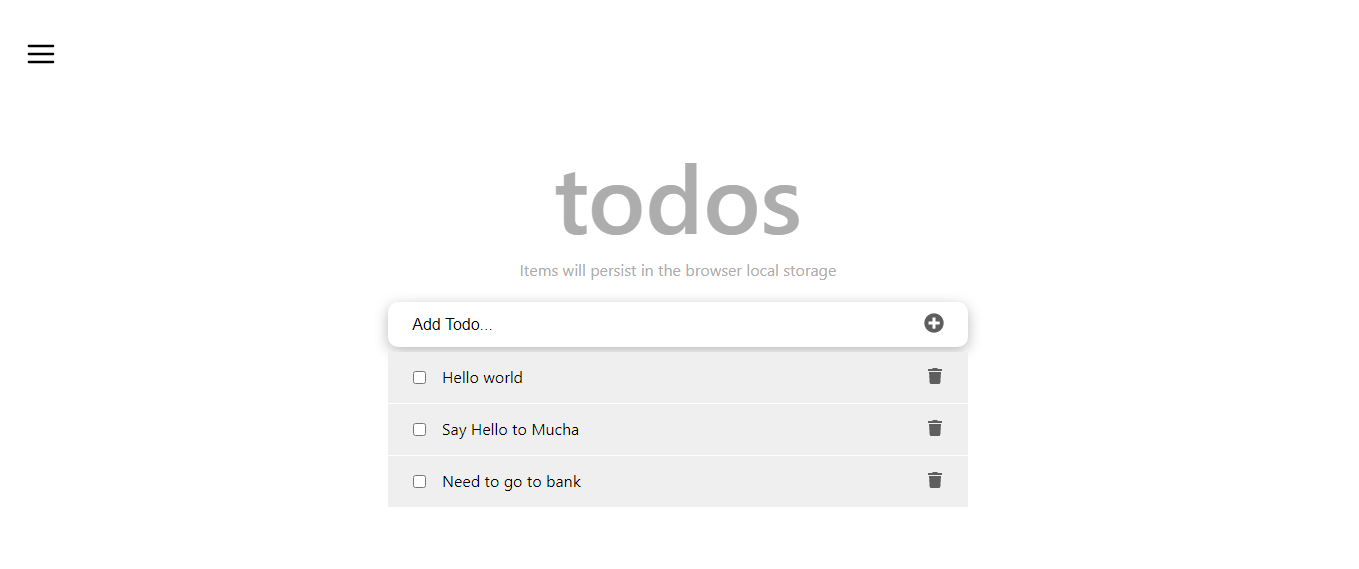 todos
Items will persist in the browser local storage
Add Todo...
Hello world
Say Hello to Mucha
Need to go to bank